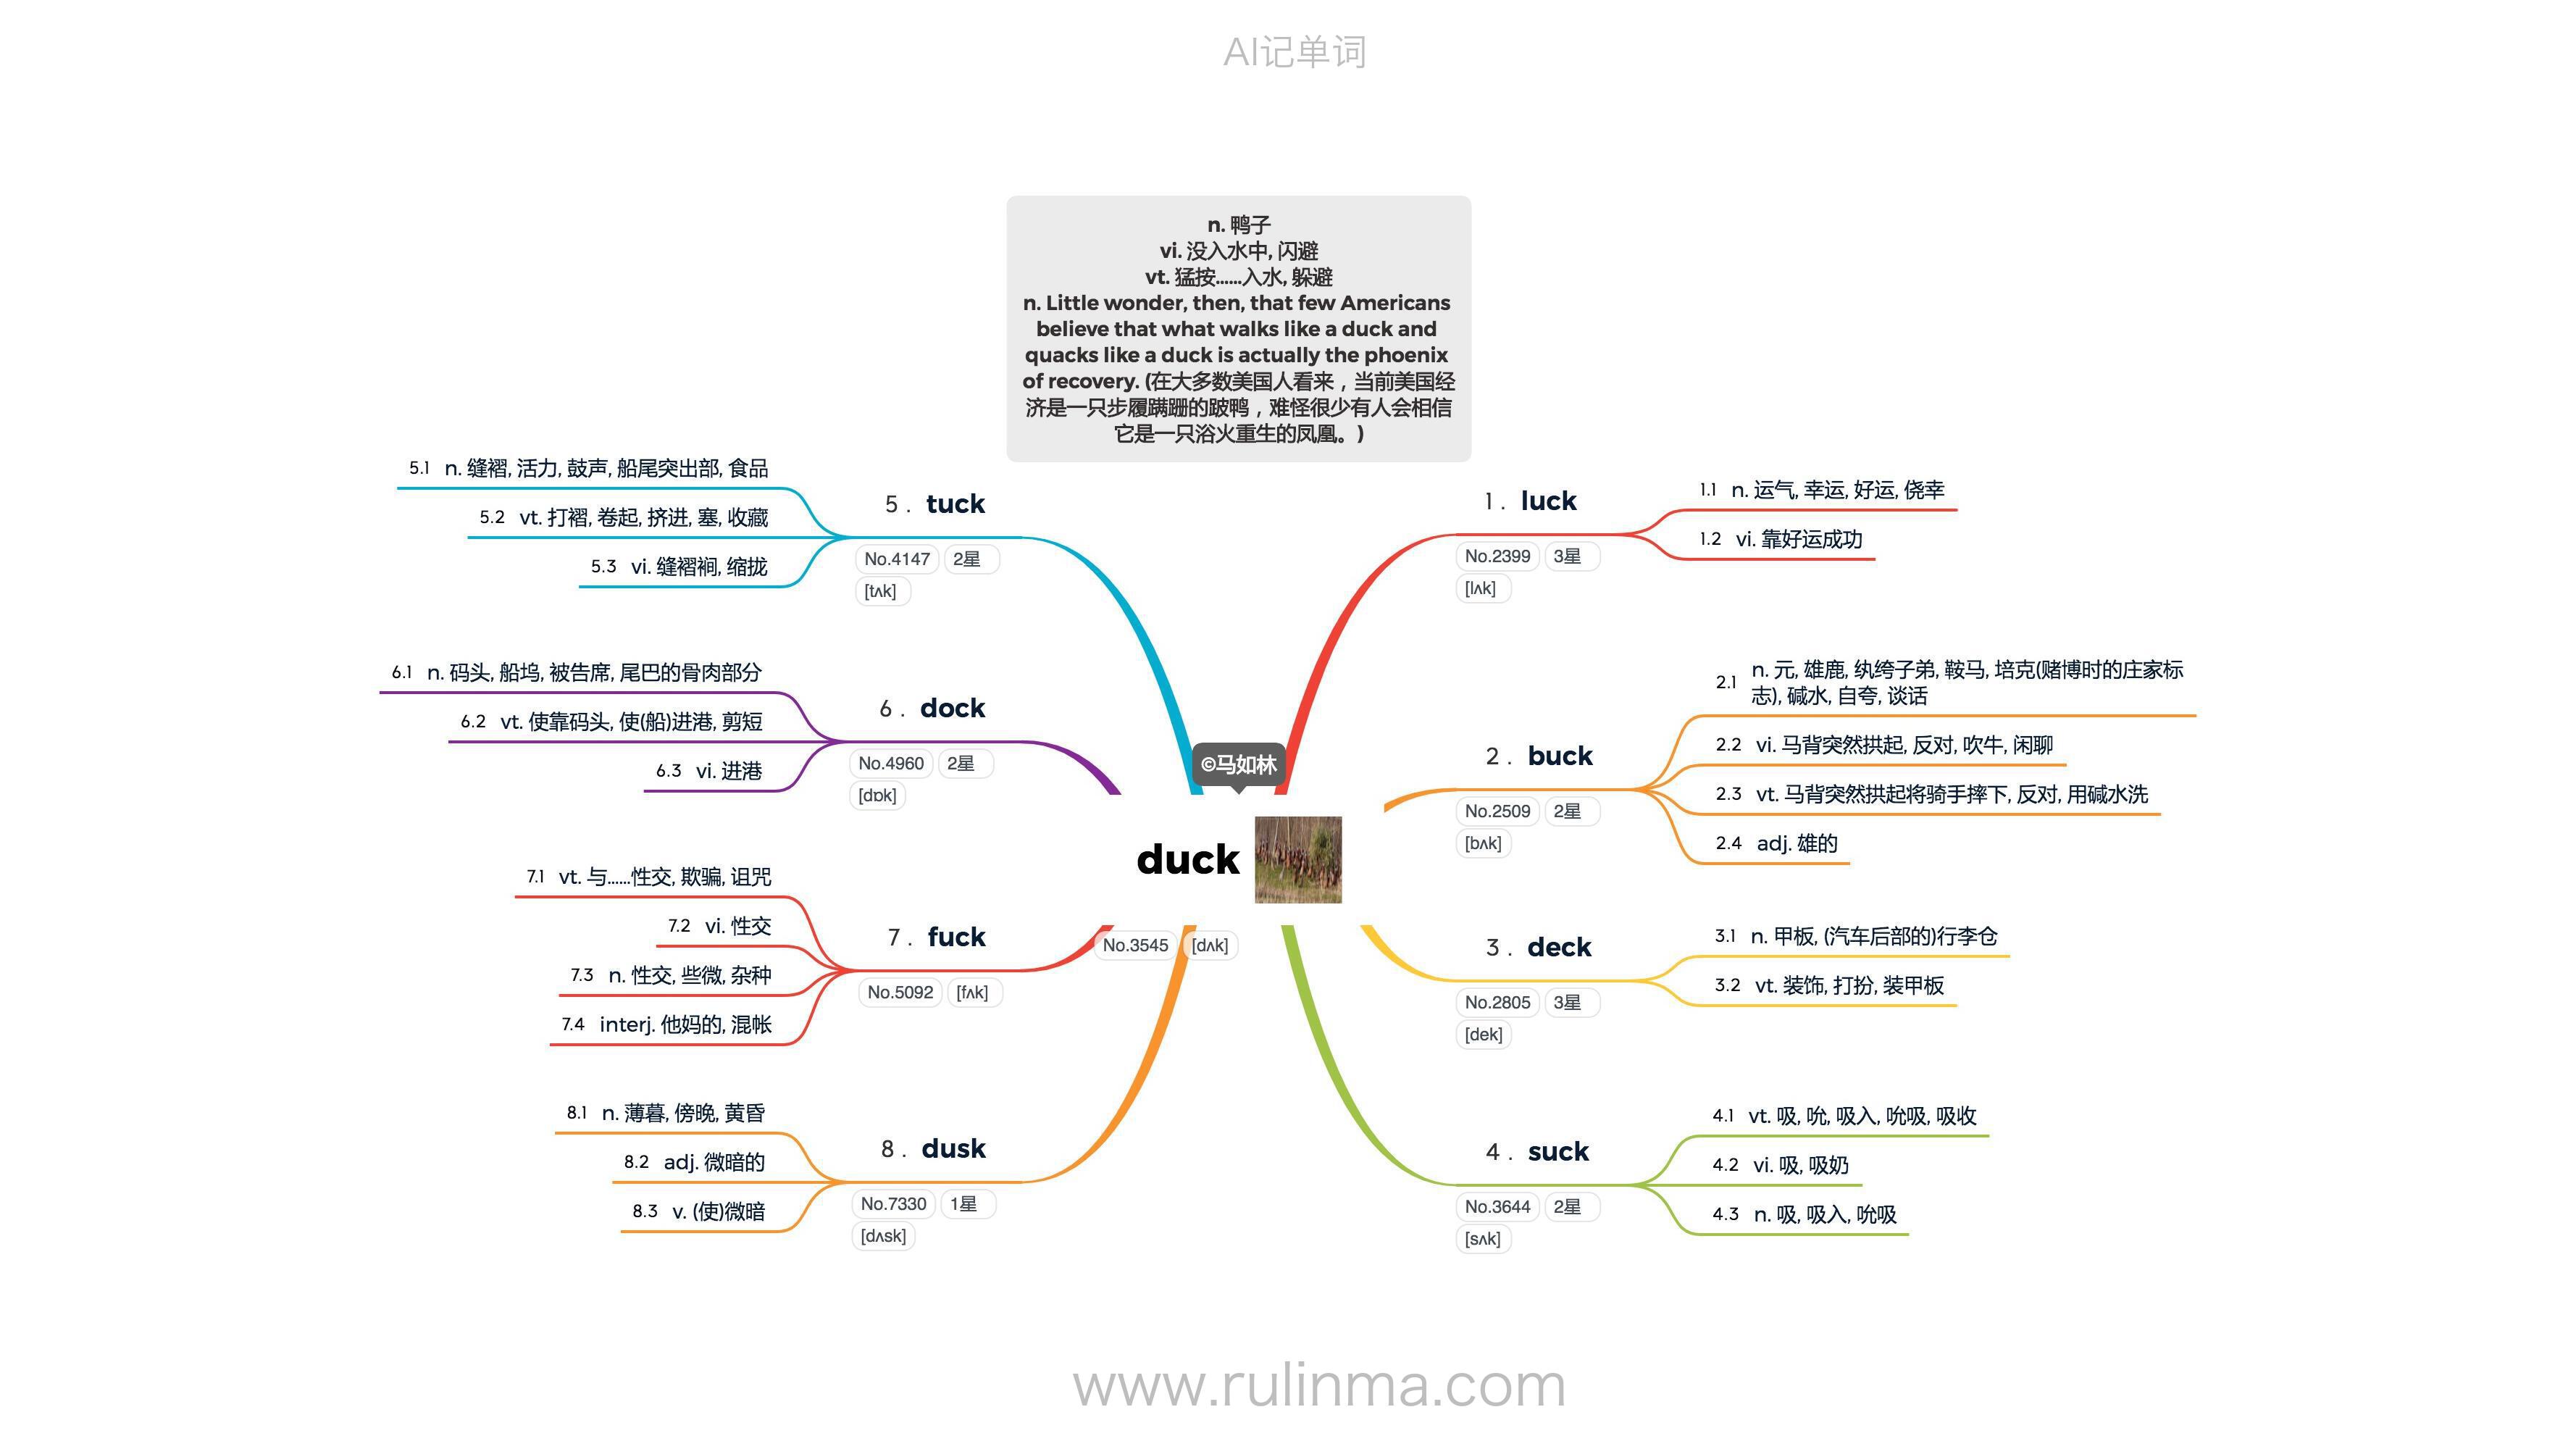 AI记单词
n. 鸭子
vi. 没入水中, 闪避
vt. 猛按……入水, 躲避
n. Little wonder, then, that few Americans
believe that what walks like a duck and
quacks like a duck is actually the phoenix
of recovery. (在大多数美国人看来，当前美国经
济是一只步履蹒跚的跛鸭，难怪很少有人会相信
它是一只浴火重生的凤凰。)
©马如林
duck
No.3545 [dʌk]
1. luck
No.2399 3星
[lʌk]
1.1 n. 运气, 幸运, 好运, 侥幸
1.2 vi. 靠好运成功
2. buck
No.2509 2星
[bʌk]
2.1 n. 元, 雄鹿, 纨绔子弟, 鞍马, 培克(赌博时的庄家标
志), 碱水, 自夸, 谈话
2.2 vi. 马背突然拱起, 反对, 吹牛, 闲聊
2.3 vt. 马背突然拱起将骑手摔下, 反对, 用碱水洗
2.4 adj. 雄的
3. deck
No.2805 3星
[dek]
3.1 n. 甲板, (汽车后部的)行李仓
3.2 vt. 装饰, 打扮, 装甲板
4. suck
No.3644 2星
[sʌk]
4.1 vt. 吸, 吮, 吸入, 吮吸, 吸收
4.2 vi. 吸, 吸奶
4.3 n. 吸, 吸入, 吮吸
5. tuck
No.4147 2星
[tʌk]
5.1 n. 缝褶, 活力, 鼓声, 船尾突出部, 食品
5.2 vt. 打褶, 卷起, 挤进, 塞, 收藏
5.3 vi. 缝褶裥, 缩拢
6. dock
No.4960 2星
[dɒk]
6.1 n. 码头, 船坞, 被告席, 尾巴的骨肉部分
6.2 vt. 使靠码头, 使(船)进港, 剪短
6.3 vi. 进港
7. fuck
No.5092 [fʌk]
7.1 vt. 与……性交, 欺骗, 诅咒
7.2 vi. 性交
7.3 n. 性交, 些微, 杂种
7.4 interj. 他妈的, 混帐
8. dusk
No.7330 1星
[dʌsk]
8.1 n. 薄暮, 傍晚, 黄昏
8.2 adj. 微暗的
8.3 v. (使)微暗
www.rulinma.com